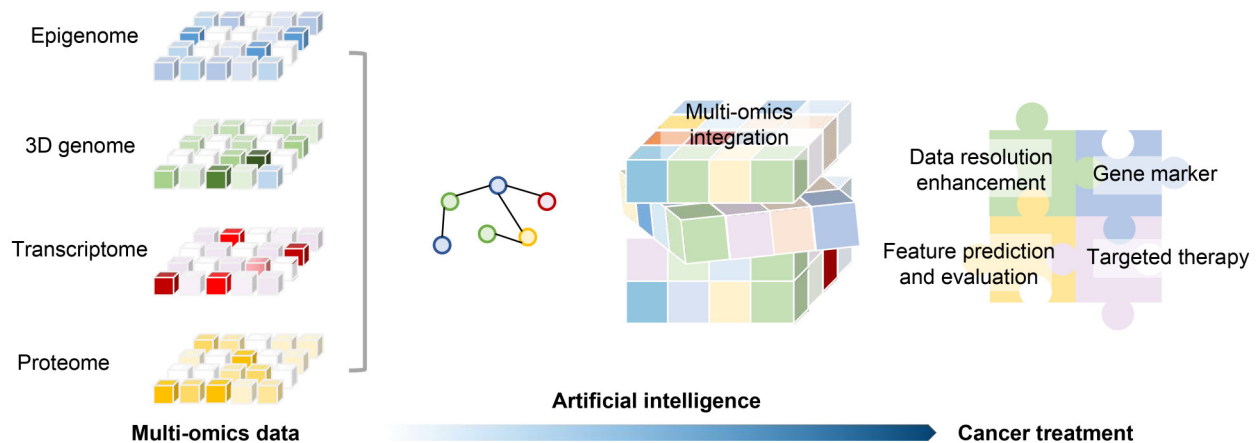 Epigenome
3D genome
Transcriptome
Proteome
Multi-omics data
Multi-omics
integration
Artificial intelligence
Data resolution
enhancement
Gene marker
Feature prediction
and evaluation
Targeted therapy
Cancer treatment